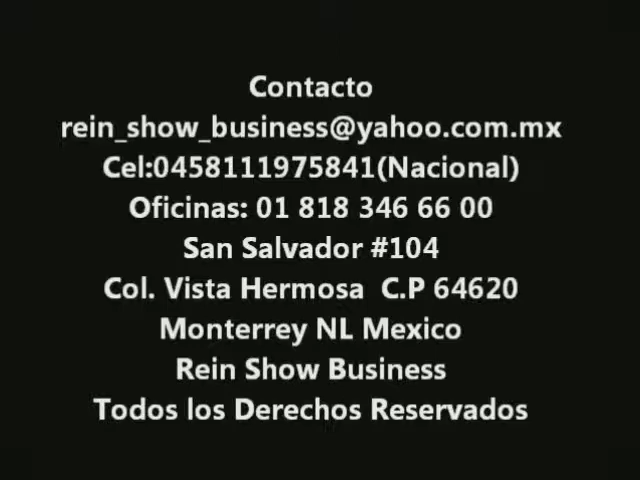 Contacto
rein_show_business@yahoo.com.mx
Cel:0458111975841(Nacional)
Oficinas: 01 818 346 66 00
San Salvador #104
Col. Vista Hermosa  C.P 64620
Monterrey NL Mexico
Rein Show Business
Todos los Derechos Reservados